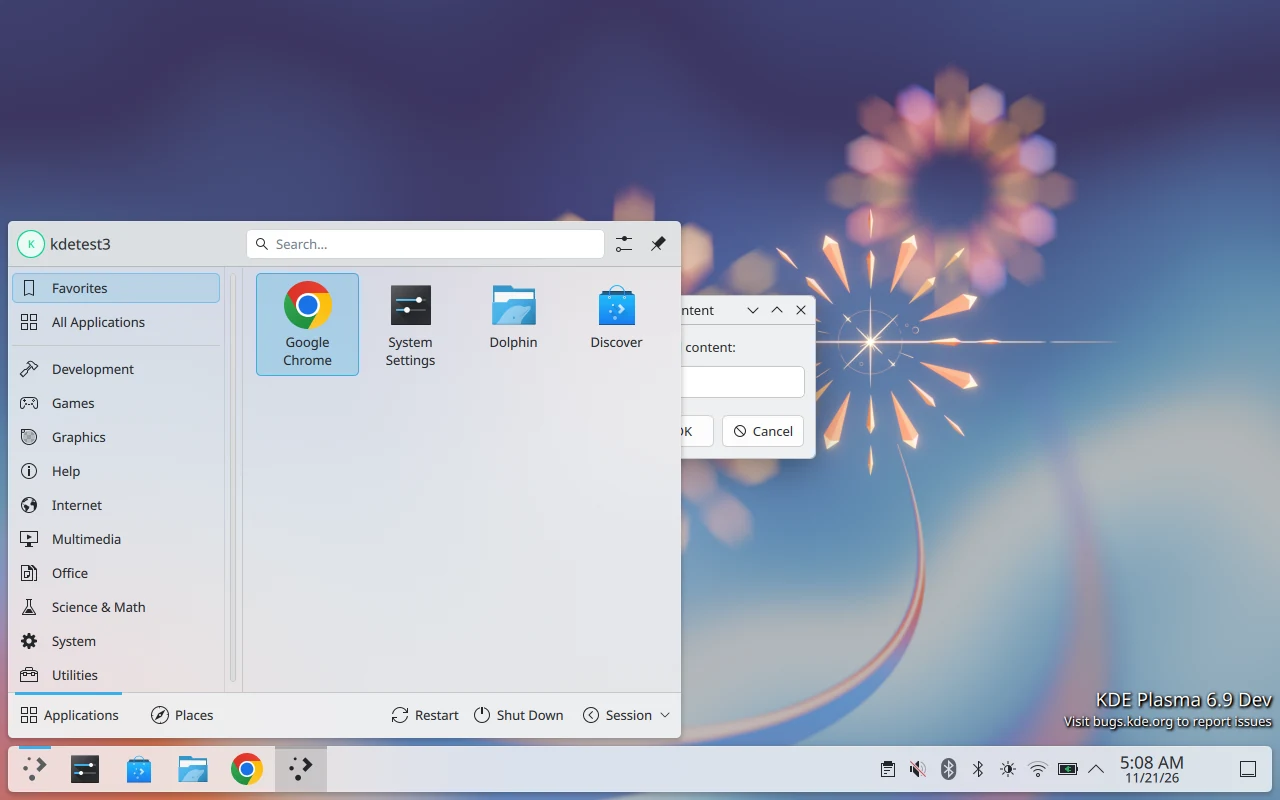 K
kdetest3
Search...
Favorites
All Applications
Development
Games
Graphics
Help
Internet
Multimedia
Office
Science & Math
System
Utilities
Google
Chrome
System
Settings
Dolphin
Discover
ntent
content:
OK
Cancel
Applications
Places
Restart
Shut Down
Session
KDE Plasma 6.9 Dev
Visit bugs.kde.org to report issues
5:08 AM
11/21/26